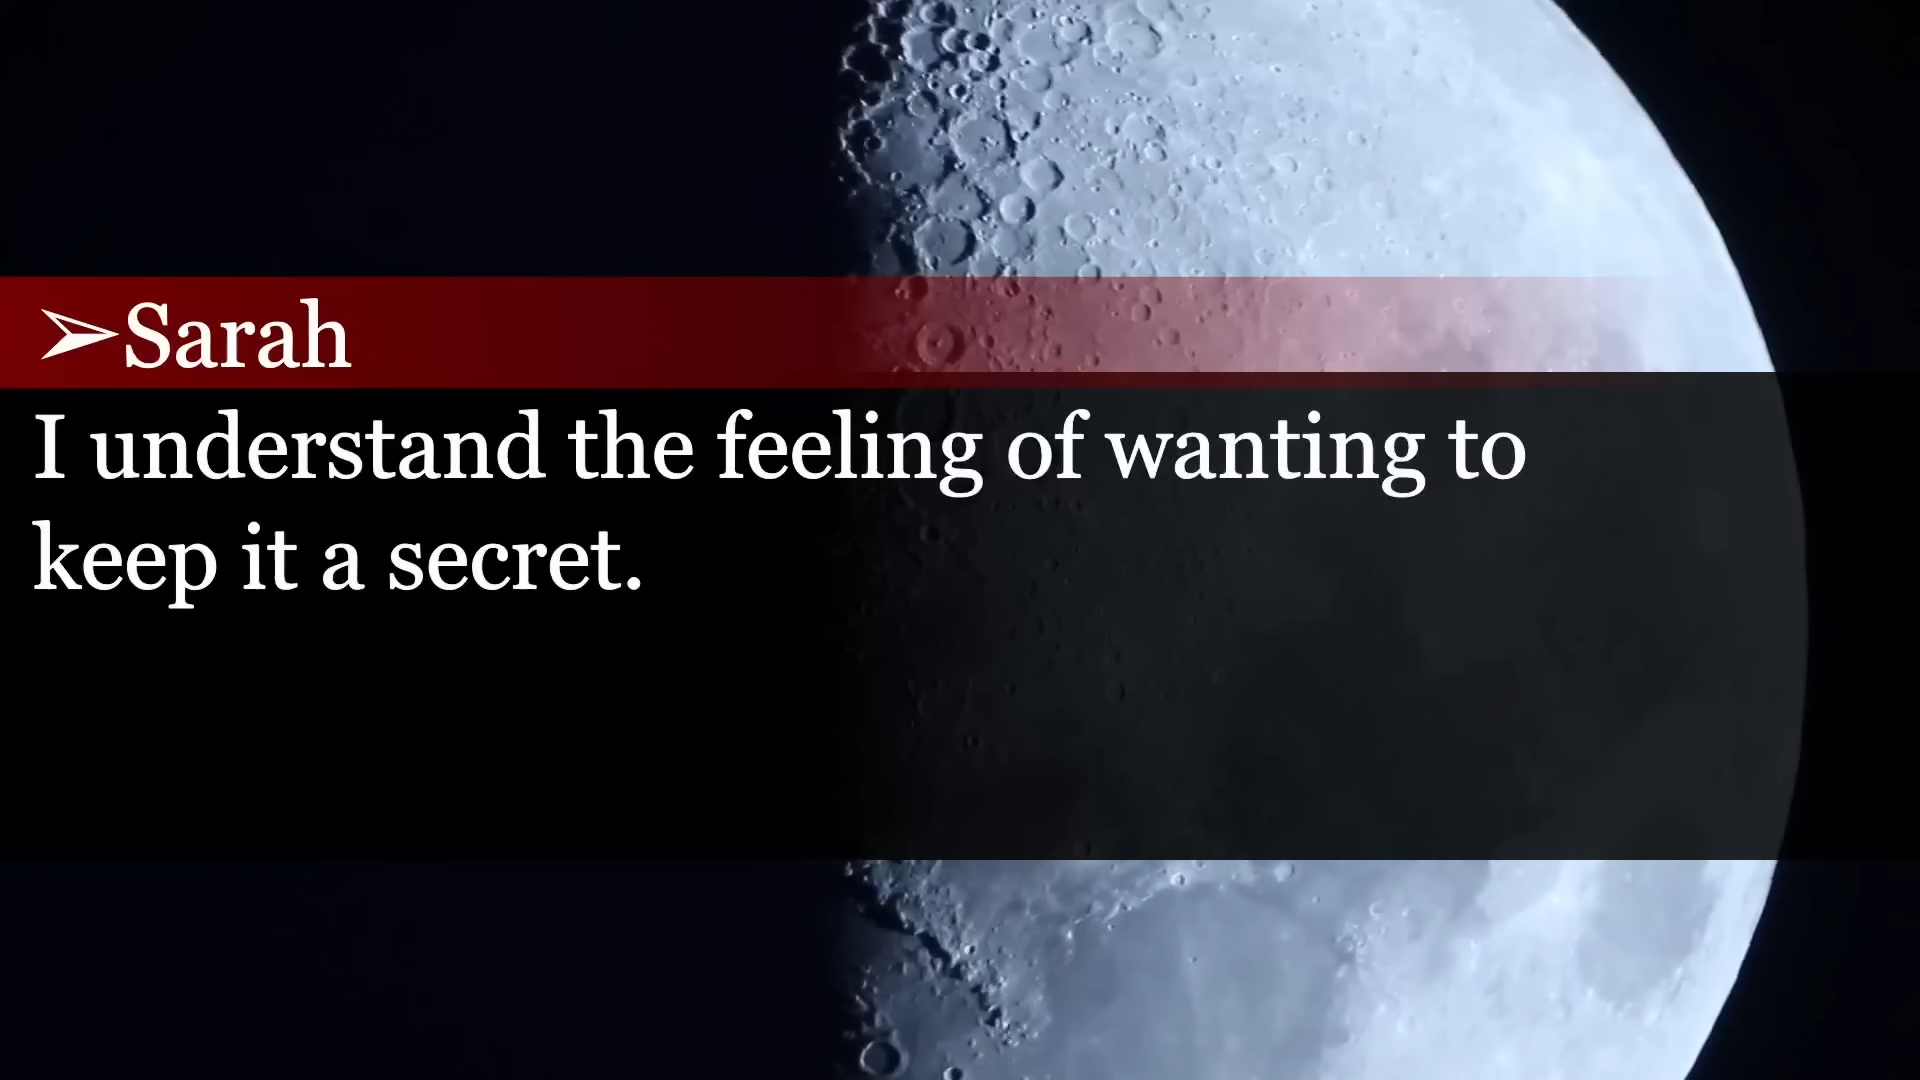 ➢Sarah
I understand the feeling of wanting to
keep it a secret.